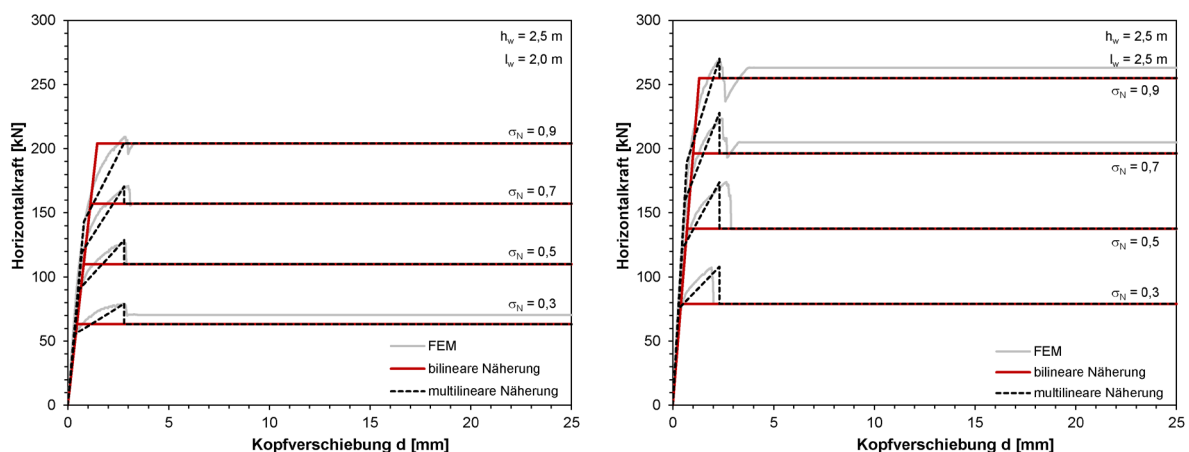 300
250
200
150
100
50
0
Horizontalkraft [kN]
h_w = 2,5 m
l_w = 2,0 m
σ_N = 0,9
σ_N = 0,7
σ_N = 0,5
σ_N = 0,3
FEM
bilineare Näherung
multilineare Näherung
0 5 10 15 20 25
Kopfverschiebung d [mm]
300
250
200
150
100
50
0
Horizontalkraft [kN]
h_w = 2,5 m
l_w = 2,5 m
σ_N = 0,9
σ_N = 0,7
σ_N = 0,5
σ_N = 0,3
FEM
bilineare Näherung
multilineare Näherung
0 5 10 15 20 25
Kopfverschiebung d [mm]